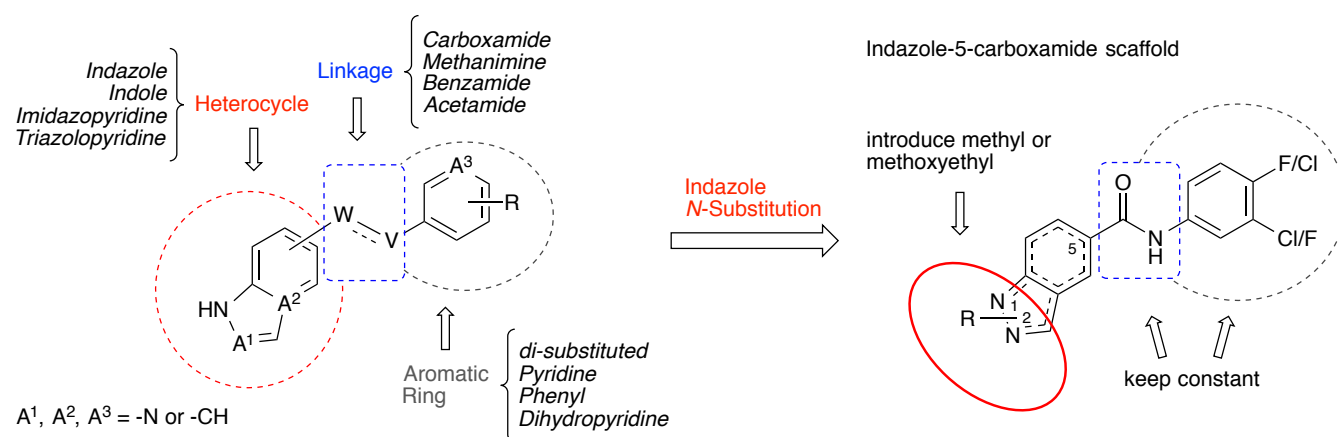 Indazole
Indole
Imidazopyridine
Triazolopyridine
Heterocycle
Linkage
Carboxamide
Methanimine
Benzamide
Acetamide
A³
R
W
V
HN
A²
A¹
Aromatic
Ring
di-substituted
Pyridine
Phenyl
Dihydropyridine
A¹, A², A³ = -N or -CH
Indazole
N-Substitution
Indazole-5-carboxamide scaffold
introduce methyl or
methoxyethyl
O
F/Cl
Cl/F
N
H
5
N
1
R
2
N
keep constant